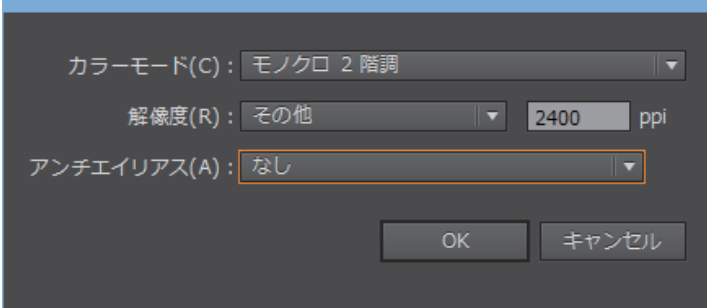 カラーモード(C)： モノクロ 2 階調
解像度(R)： その他 2400 ppi
アンチエイリアス(A)： なし
OK キャンセル